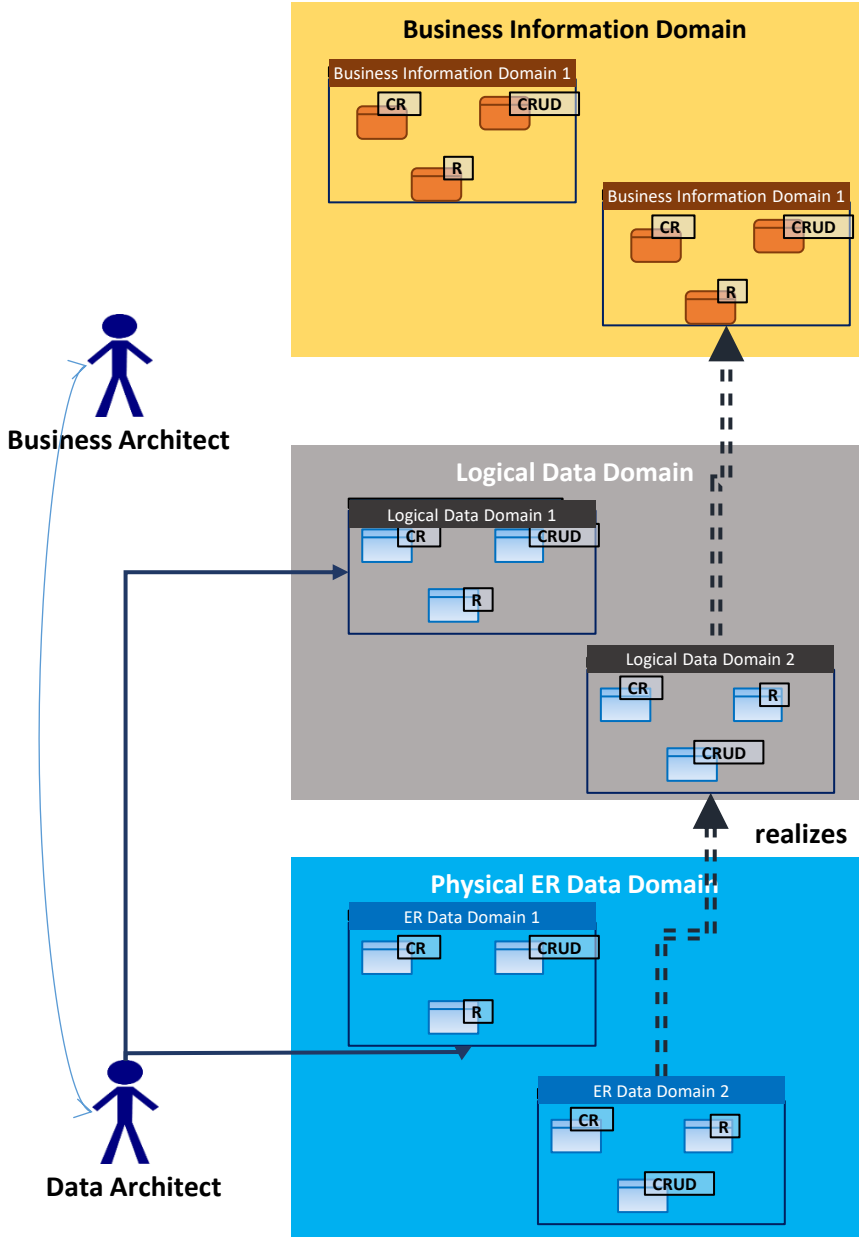 Business Information Domain
Business Information Domain 1
CR
CRUD
R
Business Information Domain 1
CR
CRUD
R
Business Architect
Logical Data Domain
Logical Data Domain 1
CR
CRUD
R
Logical Data Domain 2
CR
R
CRUD
realizes
Physical ER Data Domain
ER Data Domain 1
CR
CRUD
R
ER Data Domain 2
CR
R
CRUD
Data Architect